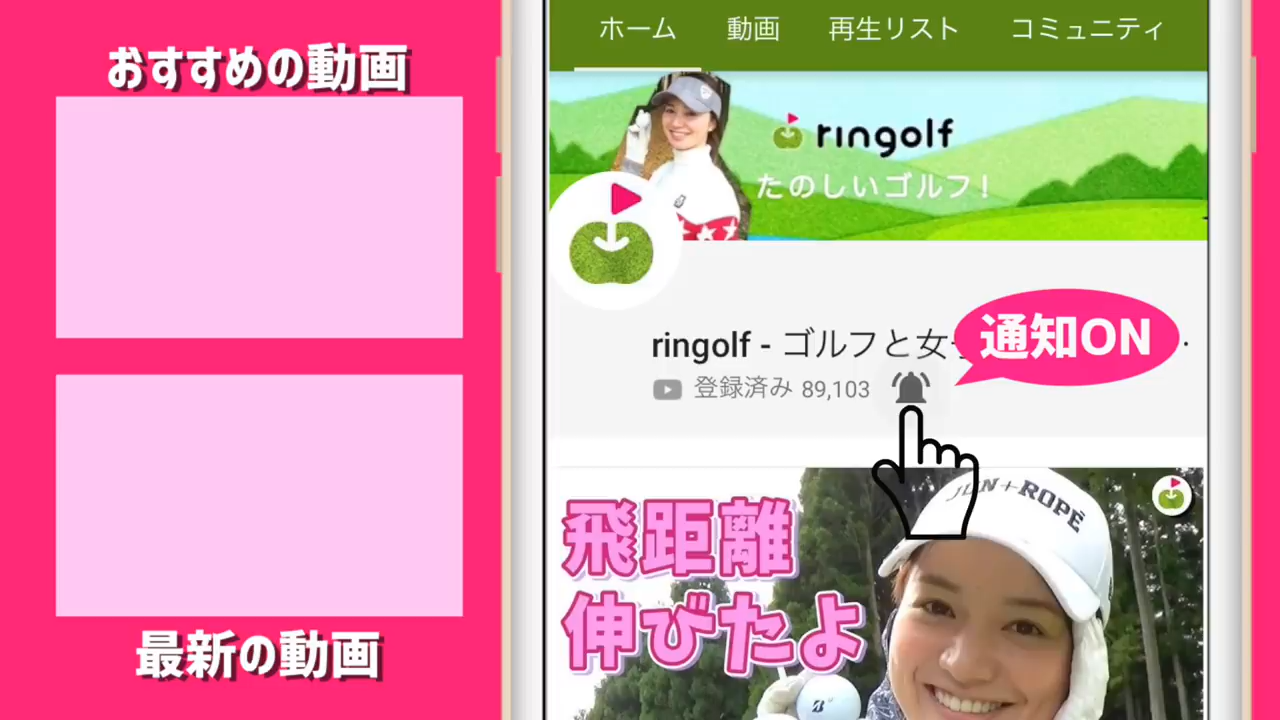 おすすめの動画
最新の動画
ホーム 動画 再生リスト コミュニティ
ringolf
たのしいゴルフ!
ringolf - ゴルフと女
通知ON
登録済み 89,103
飛距離
伸びたよ
JUN+ROPÉ
B